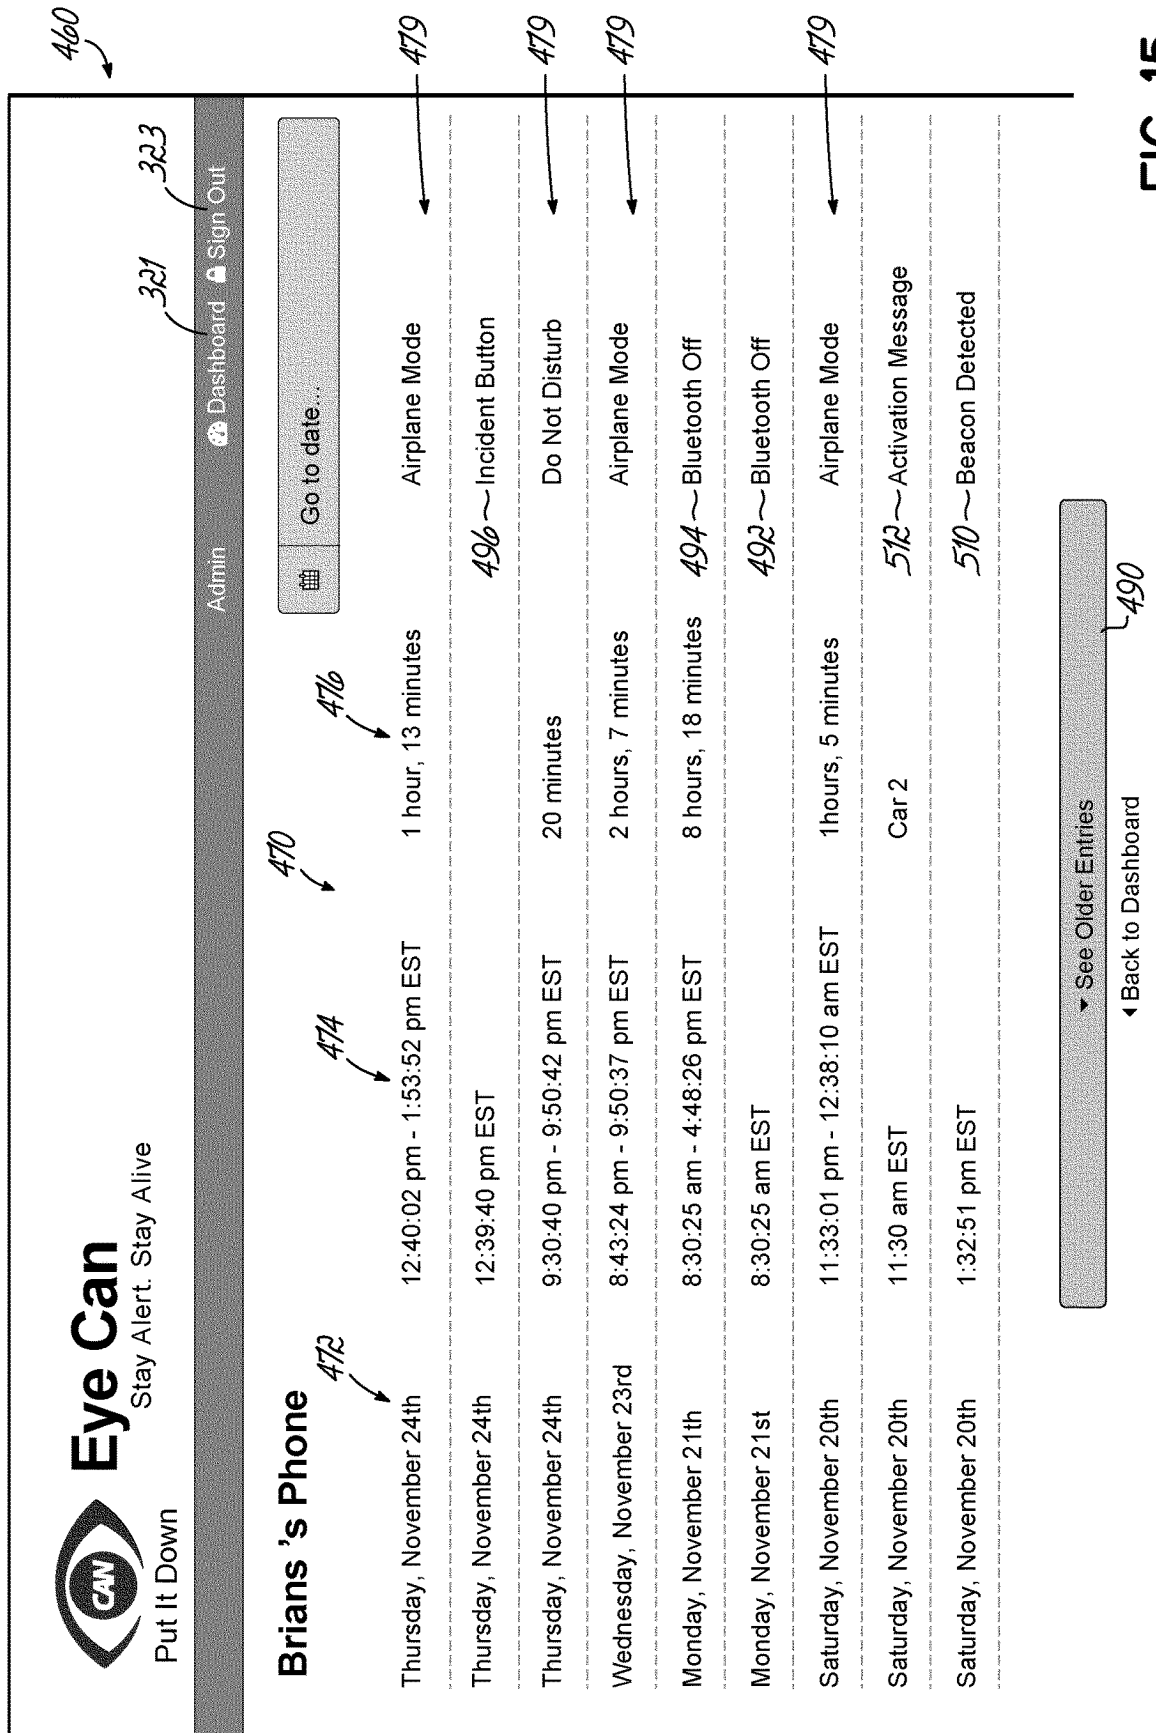 460
CAN
Eye Can
Put It Down
Stay Alert. Stay Alive
321
323
Admin
Dashboard
Sign Out
Brians 's Phone
Go to date...
472
474
470
476
Thursday, November 24th 12:40:02 pm - 1:53:52 pm EST 1 hour, 13 minutes Airplane Mode 479
Thursday, November 24th 12:39:40 pm EST 496 Incident Button
Thursday, November 24th 9:30:40 pm - 9:50:42 pm EST 20 minutes Do Not Disturb 479
Wednesday, November 23rd 8:43:24 pm - 9:50:37 pm EST 2 hours, 7 minutes Airplane Mode 479
Monday, November 21th 8:30:25 am - 4:48:26 pm EST 8 hours, 18 minutes 494 Bluetooth Off
Monday, November 21st 8:30:25 am EST 492 Bluetooth Off
Saturday, November 20th 11:33:01 pm - 12:38:10 am EST 1hours, 5 minutes Airplane Mode 479
Saturday, November 20th 11:30 am EST Car 2 512 Activation Message
Saturday, November 20th 1:32:51 pm EST 510 Beacon Detected
See Older Entries
490
Back to Dashboard
FIG. 15